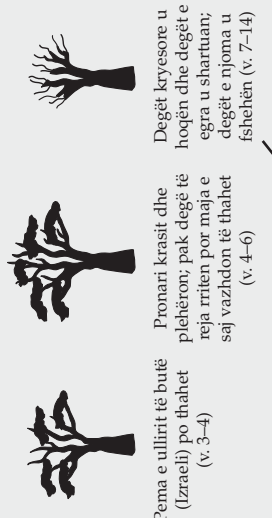 Pema e ullirit të butë
(Izraeli) po thahet
(v. 3–4)
Pronari krasit dhe
plehëron; pak degë të
reja rriten por maja e
saj vazhdon të thahet
(v. 4–6)
Degët kryesore u
hoqën dhe degët e
egra u shartuan;
degët e njoma u
fshehën (v. 7–14)